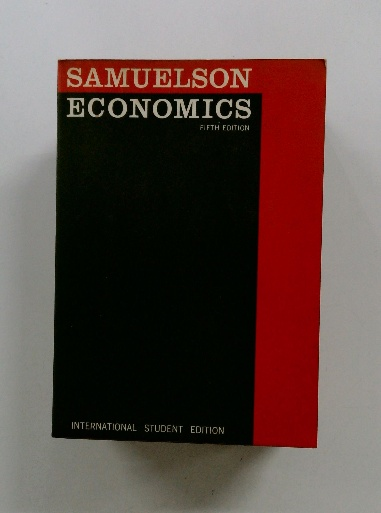 SAMUELSON
ECONOMICS
FIFTH EDITION
INTERNATIONAL STUDENT EDITION